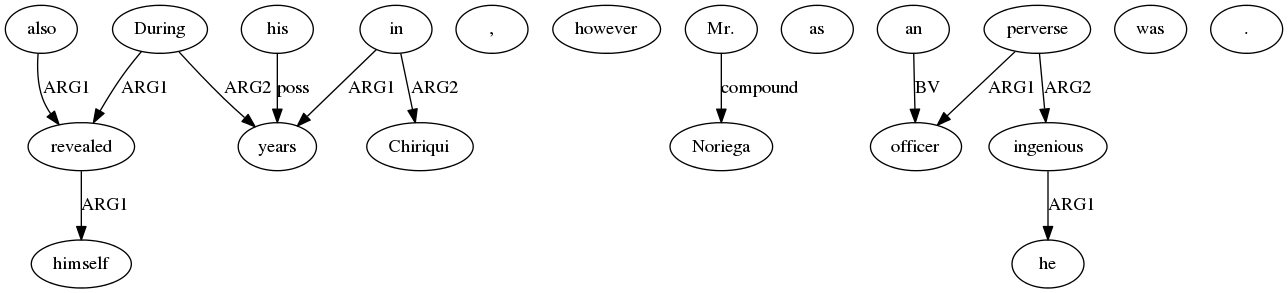 also During his in , however Mr. as an perverse was .
ARG1 ARG1 ARG2 poss ARG1 ARG2 compound BV ARG1 ARG2
revealed years Chiriqui Noriega officer ingenious
ARG1 ARG1
himself he